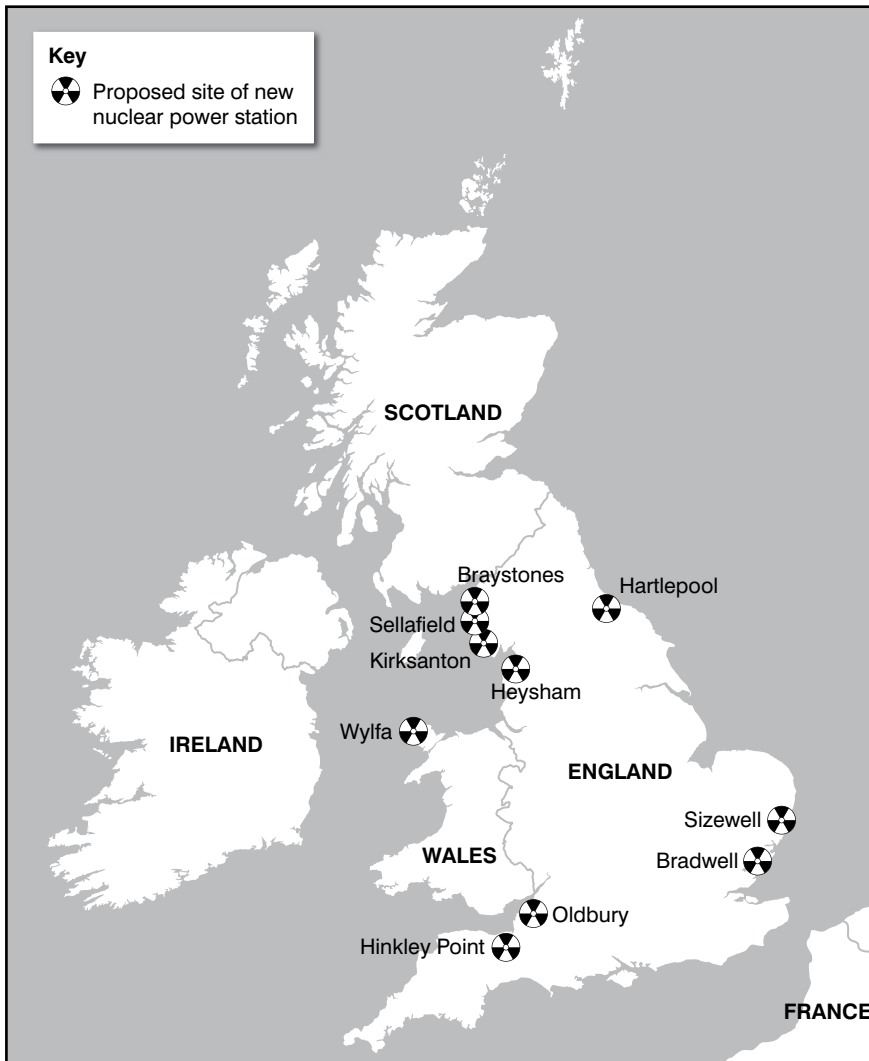 Key
Proposed site of new
nuclear power station
SCOTLAND
Braystones
Hartlepool
Sellafield
Kirksanton
Heysham
Wylfa
IRELAND
ENGLAND
Sizewell
WALES
Bradwell
Oldbury
Hinkley Point
FRANCE